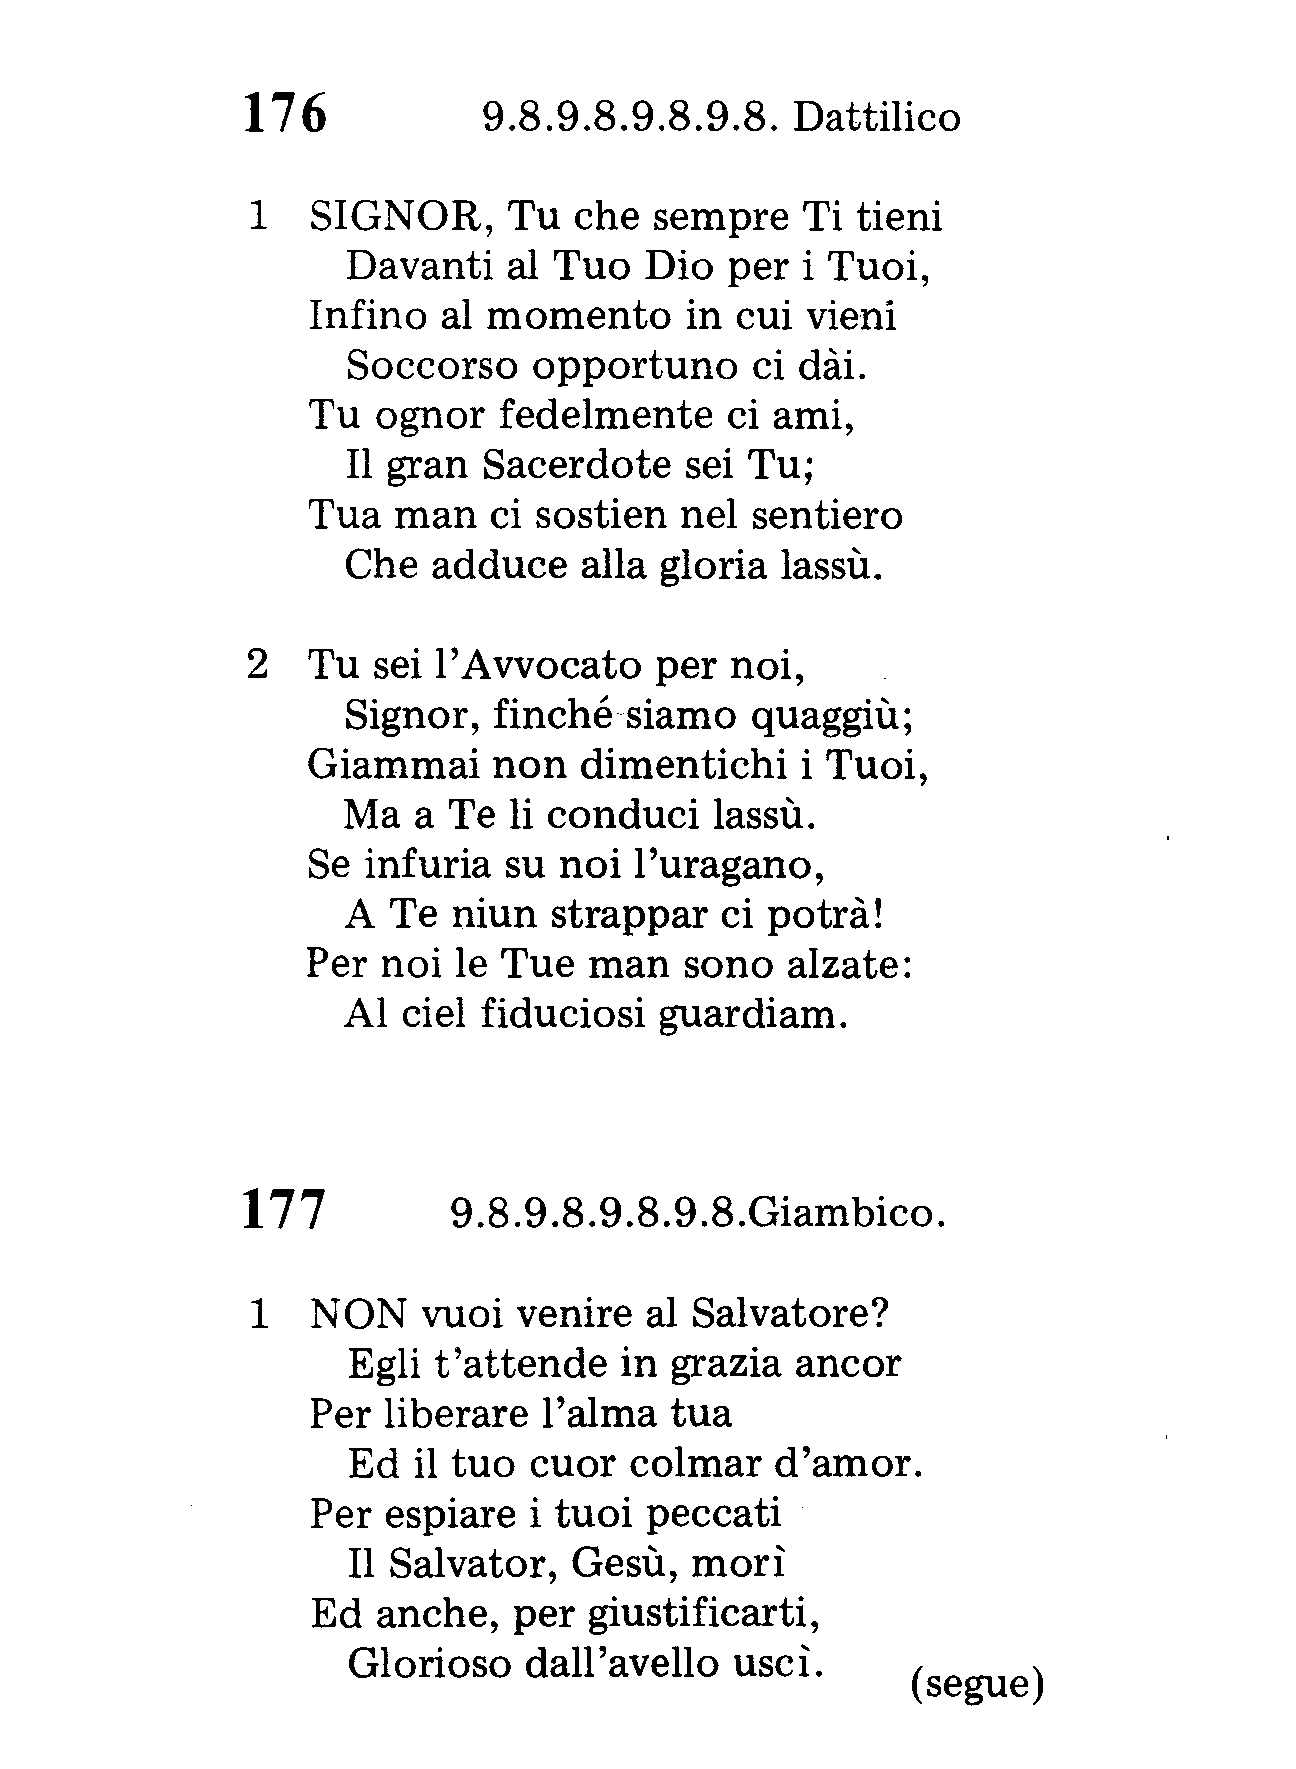 176 9.8.9.8.9.8.9.8. Dattilico
1 SIGNOR, Tu che sempre Ti tieni
Davanti al Tuo Dio per i Tuoi,
Infino al momento in cui vieni
Soccorso opportuno ci dài.
Tu ognor fedelmente ci ami,
Il gran Sacerdote sei Tu;
Tua man ci sostien nel sentiero
Che adduce alla gloria lassù.
2 Tu sei l'Avvocato per noi,
Signor, finché siamo quaggiù;
Giammai non dimentichi i Tuoi,
Ma a Te li conduci lassù.
Se infuria su noi l'uragano,
A Te niun strappar ci potrà!
Per noi le Tue man sono alzate:
Al ciel fiduciosi guardiam.
177 9.8.9.8.9.8.9.8.Giambico.
1 NON vuoi venire al Salvatore?
Egli t'attende in grazia ancor
Per liberare l'alma tua
Ed il tuo cuor colmar d'amor.
Per espiare i tuoi peccati
Il Salvator, Gesù, morì
Ed anche, per giustificarti,
Glorioso dall'avello uscì.
(segue)